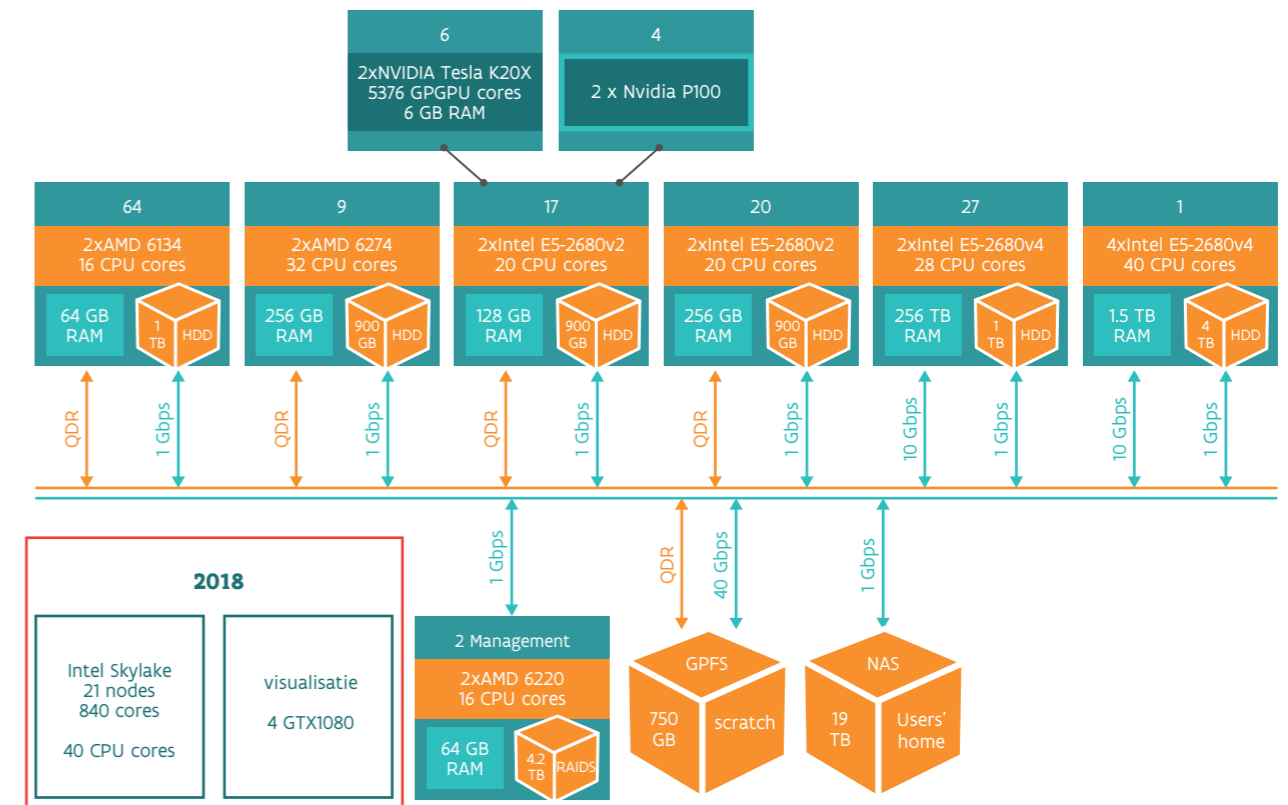 6
2xNVIDIA Tesla K20X
5376 GPGPU cores
6 GB RAM
4
2 x Nvidia P100
64
2xAMD 6134
16 CPU cores
64 GB
RAM
1
TB
HDD
9
2xAMD 6274
32 CPU cores
256 GB
RAM
900
GB
HDD
17
2xIntel E5-2680v2
20 CPU cores
128 GB
RAM
900
GB
HDD
20
2xIntel E5-2680v2
20 CPU cores
256 GB
RAM
900
GB
HDD
27
2xIntel E5-2680v4
28 CPU cores
256 TB
RAM
1
TB
HDD
1
4xIntel E5-2680v4
40 CPU cores
1.5 TB
RAM
4
TB
HDD
QDR
1 Gbps
QDR
1 Gbps
QDR
1 Gbps
QDR
1 Gbps
10 Gbps
1 Gbps
10 Gbps
1 Gbps
1 Gbps
QDR
40 Gbps
1 Gbps
2018
Intel Skylake
21 nodes
840 cores
40 CPU cores
visualisatie
4 GTX1080
2 Management
2xAMD 6220
16 CPU cores
64 GB
RAM
4.2
TB
RAIDS
GPFS
750
GB
scratch
NAS
19
TB
Users'
home